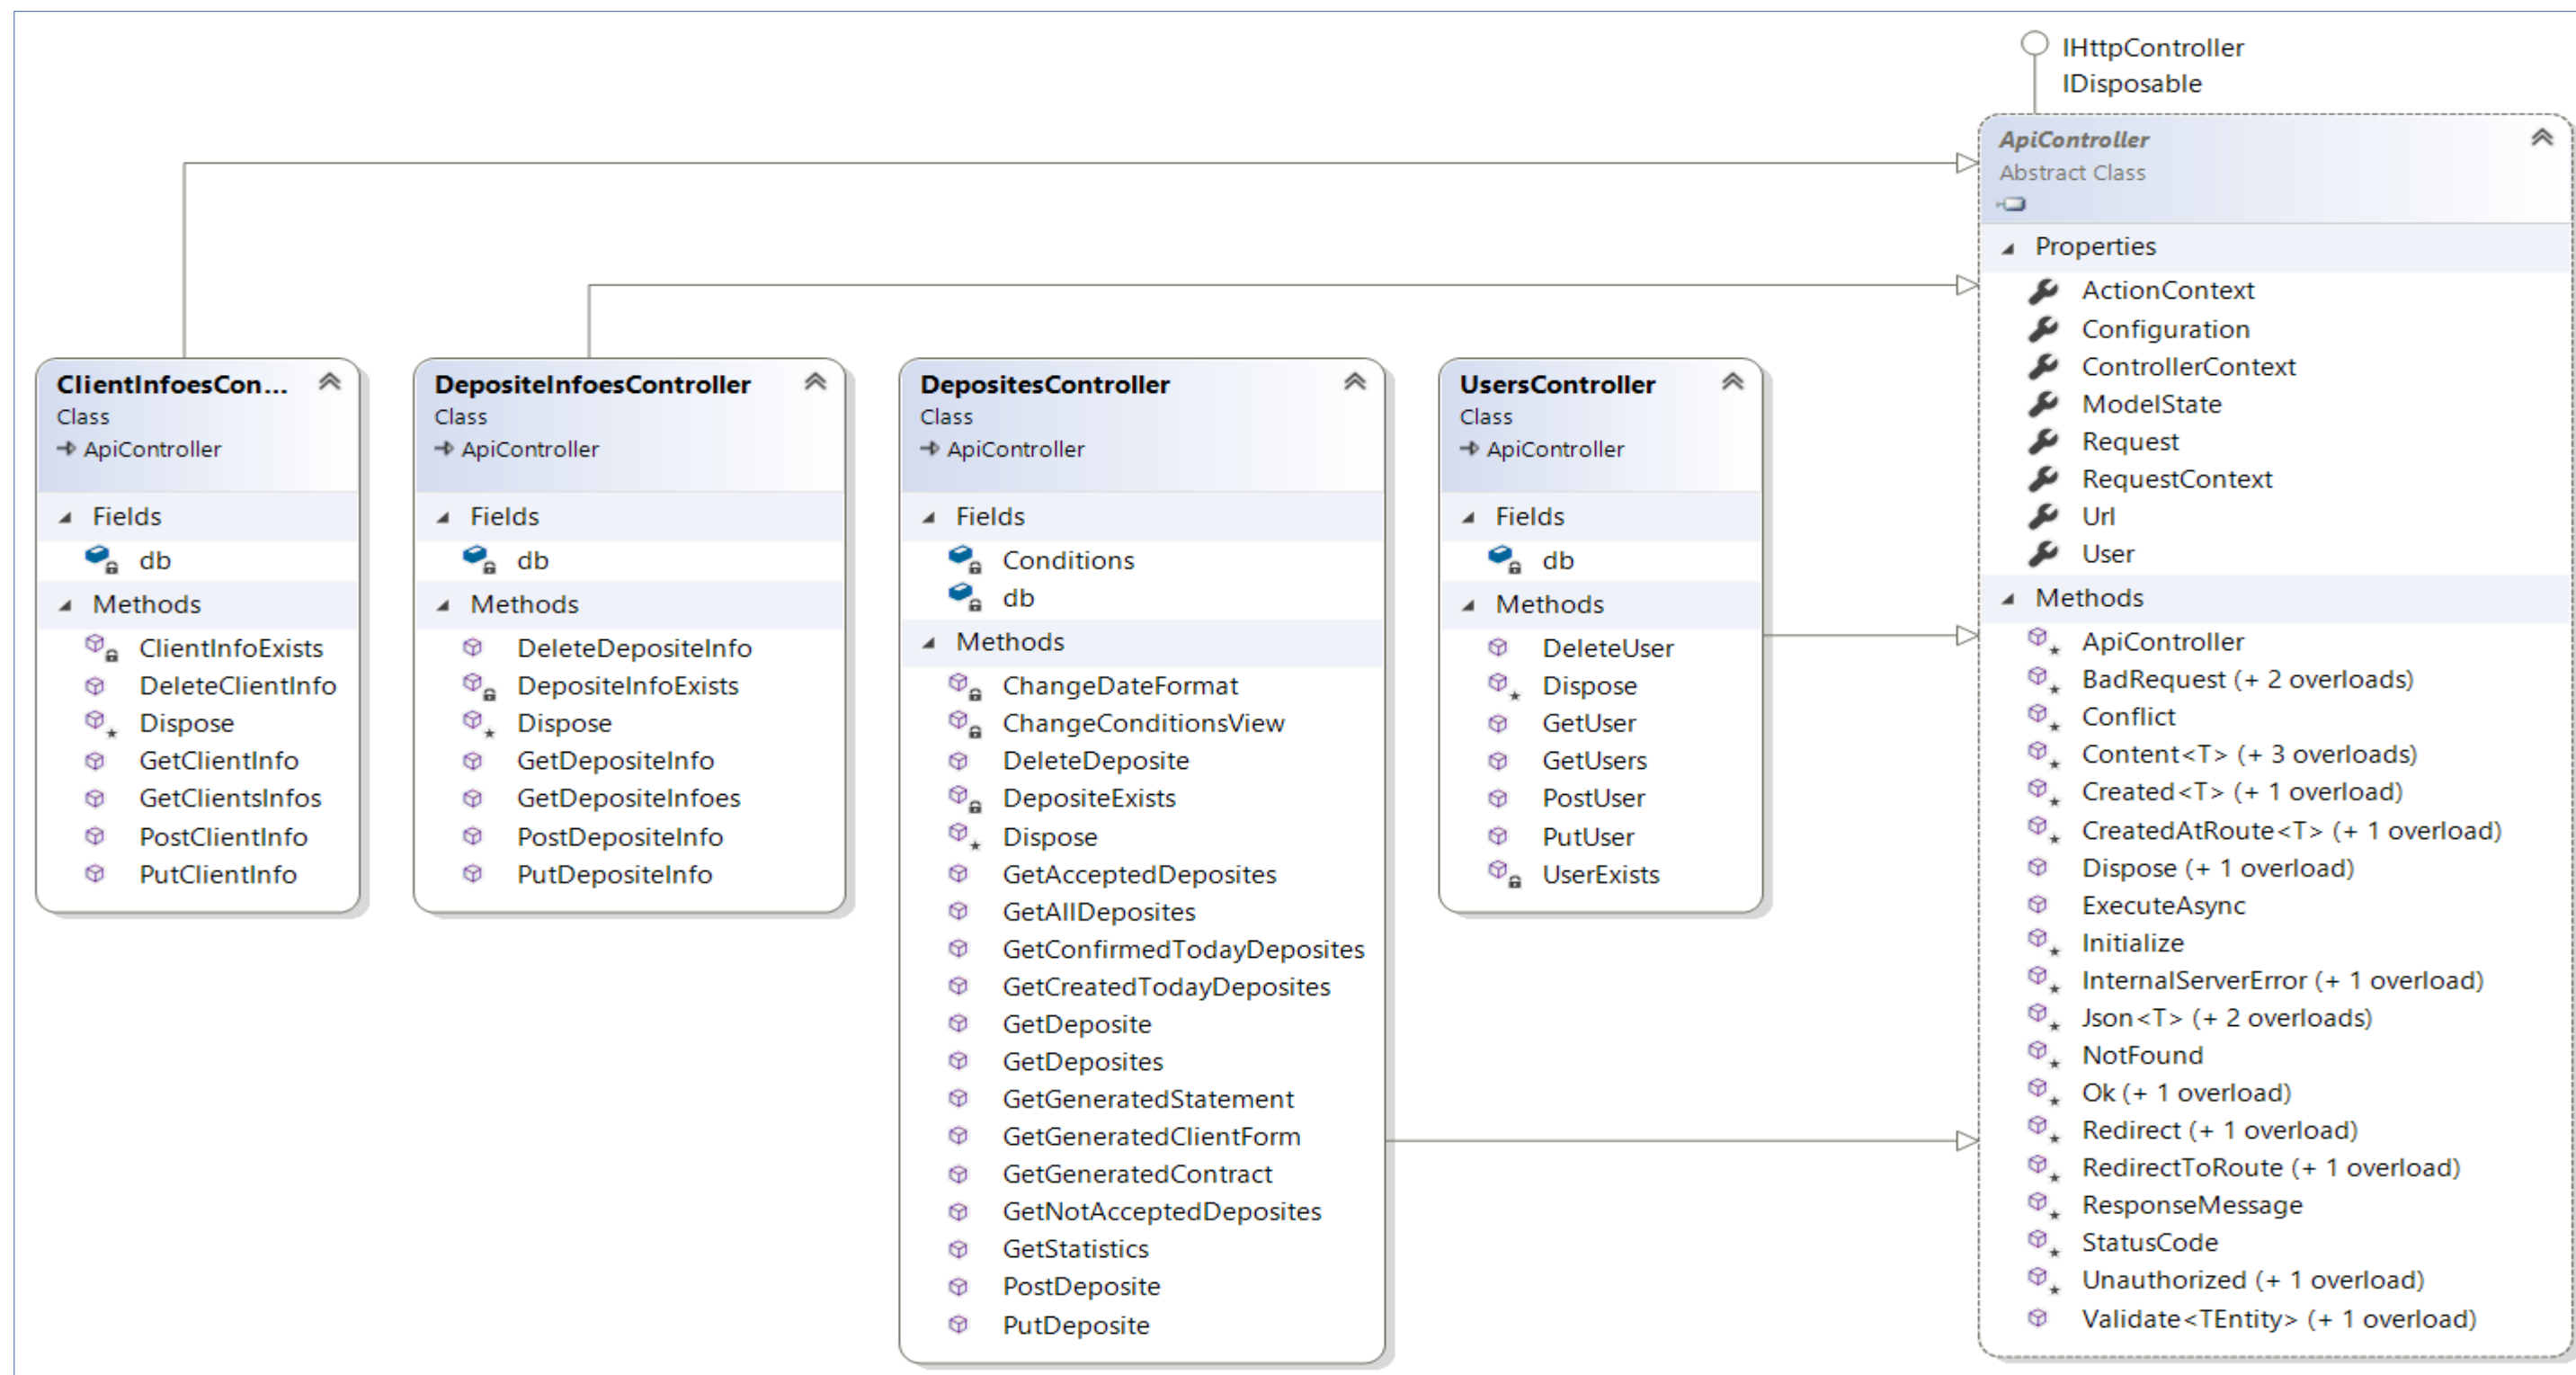 IHttpController
IDisposable
ApiController
Abstract Class
Properties
ActionContext
Configuration
ControllerContext
ModelState
Request
RequestContext
Url
User
Methods
ApiController
BadRequest (+ 2 overloads)
Conflict
Content<T> (+ 3 overloads)
Created<T> (+ 1 overload)
CreatedAtRoute<T> (+ 1 overload)
Dispose (+ 1 overload)
ExecuteAsync
Initialize
InternalServerError (+ 1 overload)
Json<T> (+ 2 overloads)
NotFound
Ok (+ 1 overload)
Redirect (+ 1 overload)
RedirectToRoute (+ 1 overload)
ResponseMessage
StatusCode
Unauthorized (+ 1 overload)
Validate<TEntity> (+ 1 overload)
ClientInfoesCon...
Class
ApiController
Fields
db
Methods
ClientInfoExists
DeleteClientInfo
Dispose
GetClientInfo
GetClientsInfos
PostClientInfo
PutClientInfo
DepositeInfoesController
Class
ApiController
Fields
db
Methods
DeleteDepositeInfo
DepositeInfoExists
Dispose
GetDepositeInfo
GetDepositeInfoes
PostDepositeInfo
PutDepositeInfo
DepositesController
Class
ApiController
Fields
Conditions
db
Methods
ChangeDateFormat
ChangeConditionsView
DeleteDeposite
DepositeExists
Dispose
GetAcceptedDeposites
GetAllDeposites
GetConfirmedTodayDeposites
GetCreatedTodayDeposites
GetDeposite
GetDeposites
GetGeneratedStatement
GetGeneratedClientForm
GetGeneratedContract
GetNotAcceptedDeposites
GetStatistics
PostDeposite
PutDeposite
UsersController
Class
ApiController
Fields
db
Methods
DeleteUser
Dispose
GetUser
GetUsers
PostUser
PutUser
UserExists